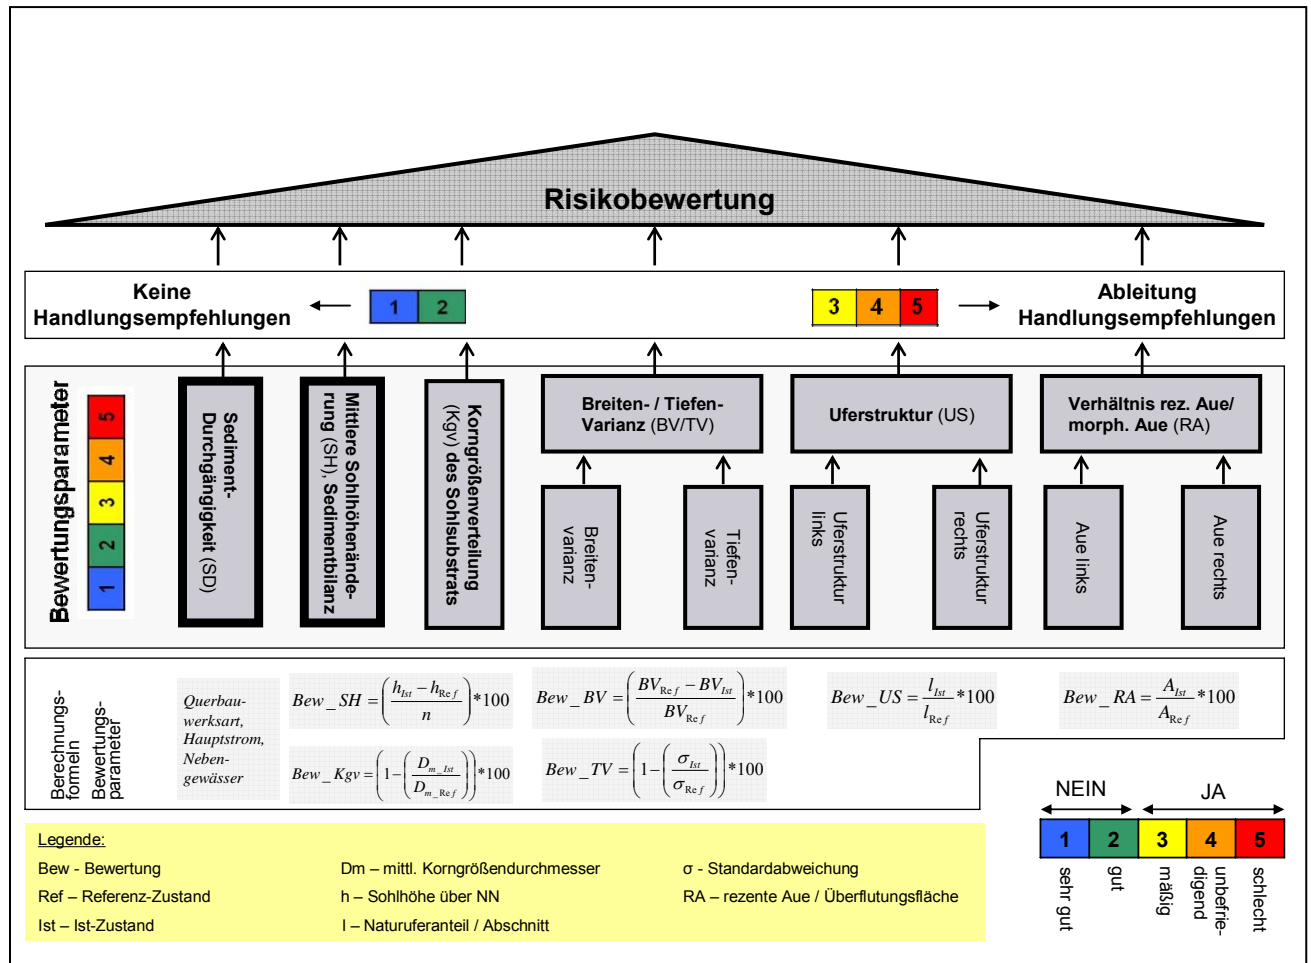 Risikobewertung
Keine
Handlungsempfehlungen
1 2
3 4 5
Ableitung
Handlungsempfehlungen
Bewertungsparameter
1 2 3 4 5
Sediment-
Durchgängigkeit (SD)
Mittlere Sohlhöhenände-
rung (SH), Sedimentbilanz
Korngrößenverteilung
(Kgv) des Sohlsubstrats
Breiten- / Tiefen-
Varianz (BV/TV)
Breiten-
varianz
Tiefen-
varianz
Uferstruktur (US)
Uferstruktur
links
Uferstruktur
rechts
Verhältnis rez. Aue/
morph. Aue (RA)
Aue links
Aue rechts
Berechnungs-
formeln
Bewertungs-
parameter
Querbau-
werksart,
Hauptstrom,
Neben-
gewässer
Bew_SH = ((h_Ist − h_Ref) / n) *100
Bew_Kgv = (1 − (D_m_Ist / D_m_Ref)) *100
Bew_BV = ((BV_Ref − BV_Ist) / BV_Ref) *100
Bew_TV = (1 − (σ_Ist / σ_Ref)) *100
Bew_US = l_Ist / l_Ref *100
Bew_RA = A_Ist / A_Ref *100
NEIN JA
1 2 3 4 5
sehr gut
gut
mäßig
unbefrie-
digend
schlecht
Legende:
Bew - Bewertung
Ref – Referenz-Zustand
Ist – Ist-Zustand
Dm – mittl. Korngrößendurchmesser
h – Sohlhöhe über NN
l – Naturuferanteil / Abschnitt
σ - Standardabweichung
RA – rezente Aue / Überflutungsfläche